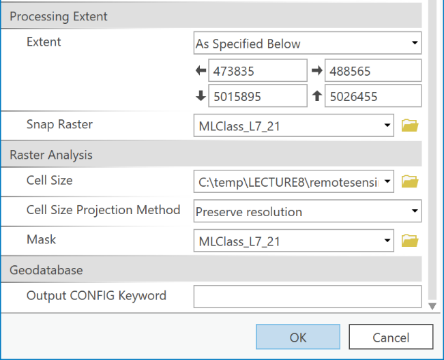 Processing Extent
Extent As Specified Below
473835 488565
5015895 5026455
Snap Raster MLClass_L7_21
Raster Analysis
Cell Size C:\temp\LECTURE8\remotesensi
Cell Size Projection Method Preserve resolution
Mask MLClass_L7_21
Geodatabase
Output CONFIG Keyword
OK Cancel